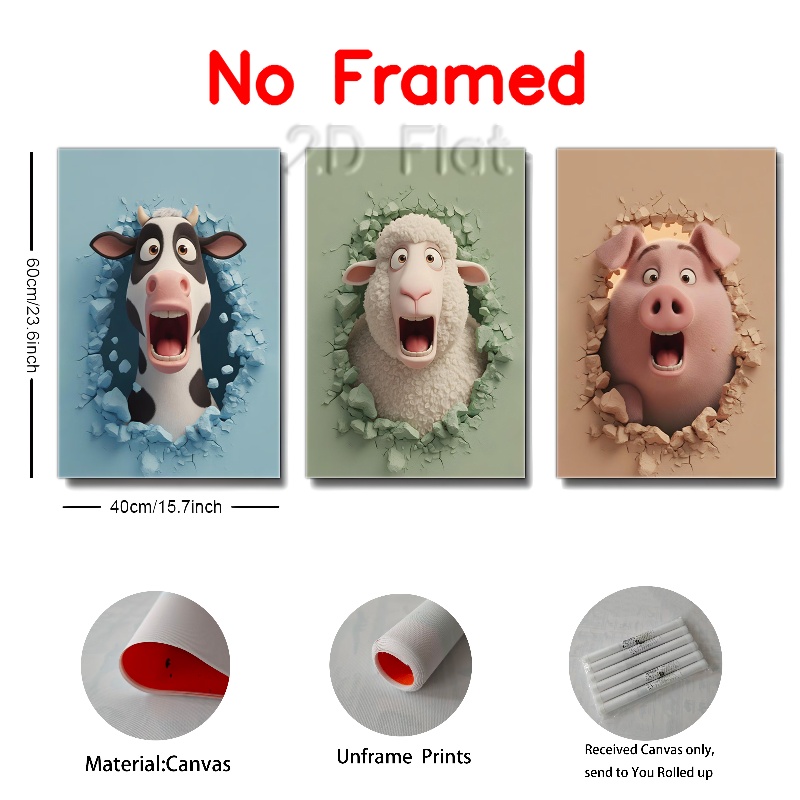 No Framed
2D Flat
60cm/23.6inch
40cm/15.7inch
Material:Canvas
Unframe Prints
Received Canvas only,
send to You Rolled up